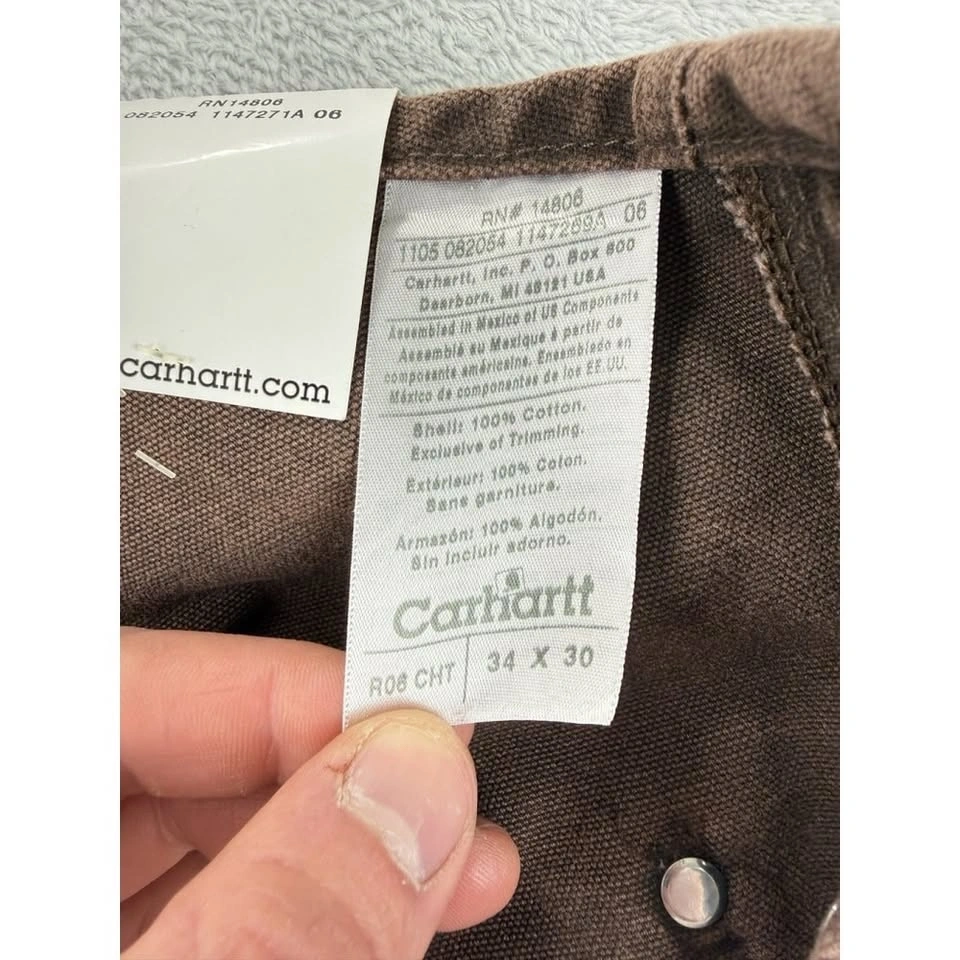 RN14806
082054 1147271A 06
carhartt.com
RN# 14806
1105 082054 1147269A 06
Carhartt, Inc. P. O. Box 600
Dearborn, MI 48121 USA
Assembled in Mexico of US Components
Assemblé au Mexique à partir de
composants américains. Ensamblado en
México de componentes de los EE.UU.
Shell: 100% Cotton.
Exclusive of Trimming.
Extérieur: 100% Coton.
Sans garniture.
Armazón: 100% Algodón.
Sin incluir adorno.
Carhartt
R06 CHT 34 X 30